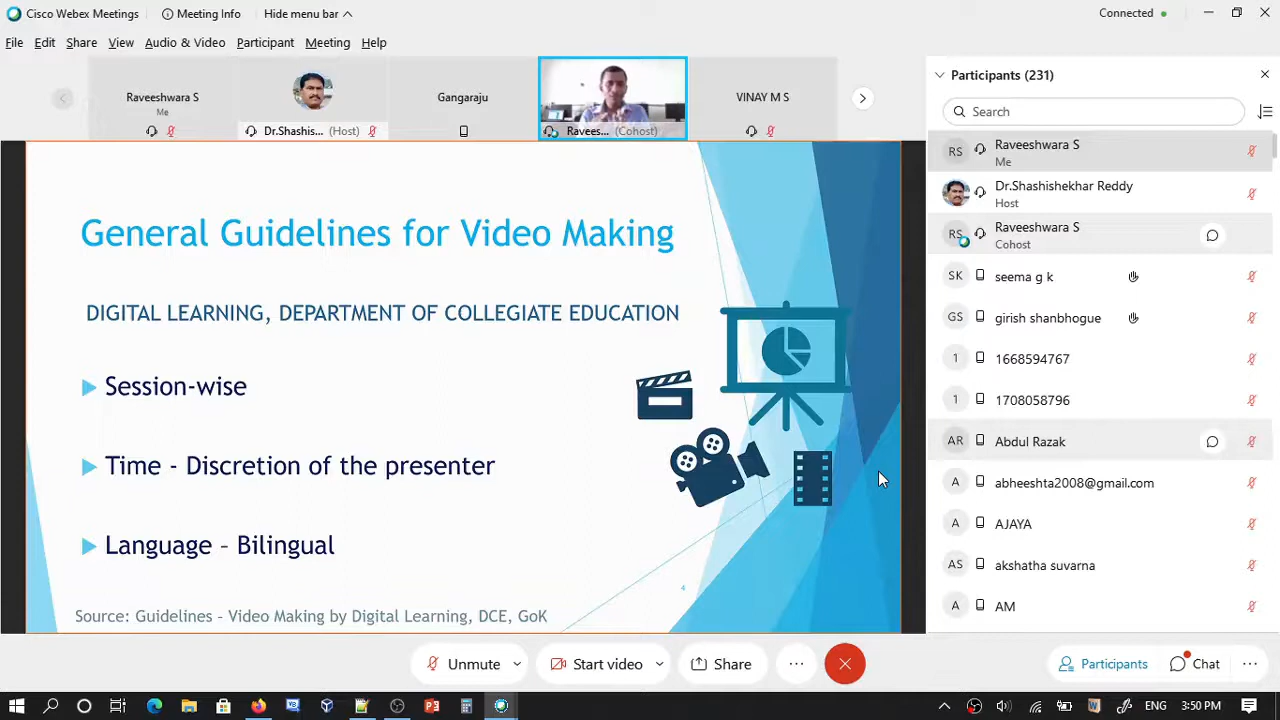 Cisco Webex Meetings
Meeting Info
Hide menu bar
Connected
File Edit Share View Audio & Video Participant Meeting Help
Raveeshwara S
Me
Dr.Shashis... (Host)
Gangaraju
Ravees... (Cohost)
VINAY M S
General Guidelines for Video Making
DIGITAL LEARNING, DEPARTMENT OF COLLEGIATE EDUCATION
Session-wise
Time - Discretion of the presenter
Language – Bilingual
4
Source: Guidelines - Video Making by Digital Learning, DCE, GoK
Participants (231)
Search
RS Raveeshwara S
Me
Dr.Shashishekhar Reddy
Host
RS Raveeshwara S
Cohost
SK seema g k
GS girish shanbhogue
1 1668594767
1 1708058796
AR Abdul Razak
A abheeshta2008@gmail.com
A AJAYA
AS akshatha suvarna
A AM
Unmute
Start video
Share
Participants
Chat
ENG
3:50 PM